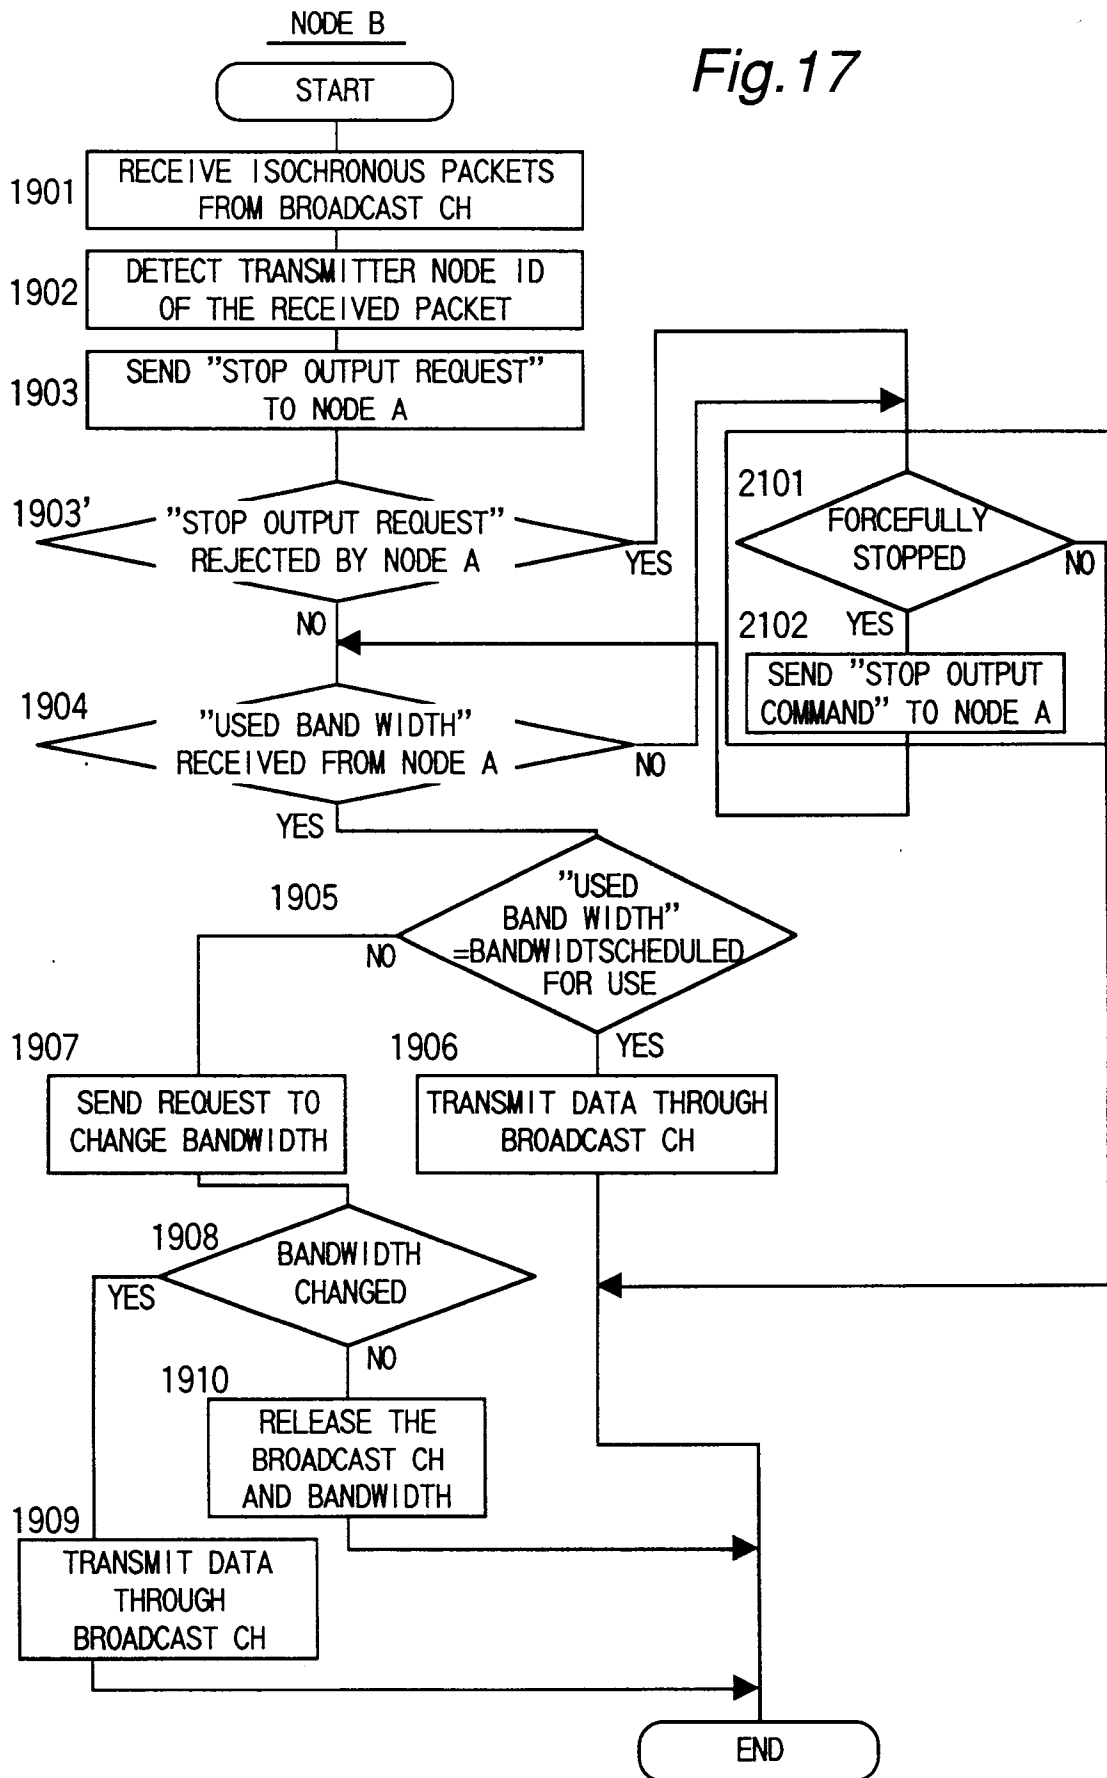 NODE B
Fig.17
START
1901
RECEIVE ISOCHRONOUS PACKETS
FROM BROADCAST CH
1902
DETECT TRANSMITTER NODE ID
OF THE RECEIVED PACKET
1903
SEND "STOP OUTPUT REQUEST"
TO NODE A
1903'
"STOP OUTPUT REQUEST"
REJECTED BY NODE A
YES
NO
2101
FORCEFULLY
STOPPED
NO
YES
2102
SEND "STOP OUTPUT
COMMAND" TO NODE A
1904
"USED BAND WIDTH"
RECEIVED FROM NODE A
NO
YES
1905
"USED
BAND WIDTH"
=BANDWIDTSCHEDULED
FOR USE
NO
YES
1907
SEND REQUEST TO
CHANGE BANDWIDTH
1906
TRANSMIT DATA THROUGH
BROADCAST CH
1908
BANDWIDTH
CHANGED
YES
NO
1910
RELEASE THE
BROADCAST CH
AND BANDWIDTH
1909
TRANSMIT DATA
THROUGH
BROADCAST CH
END